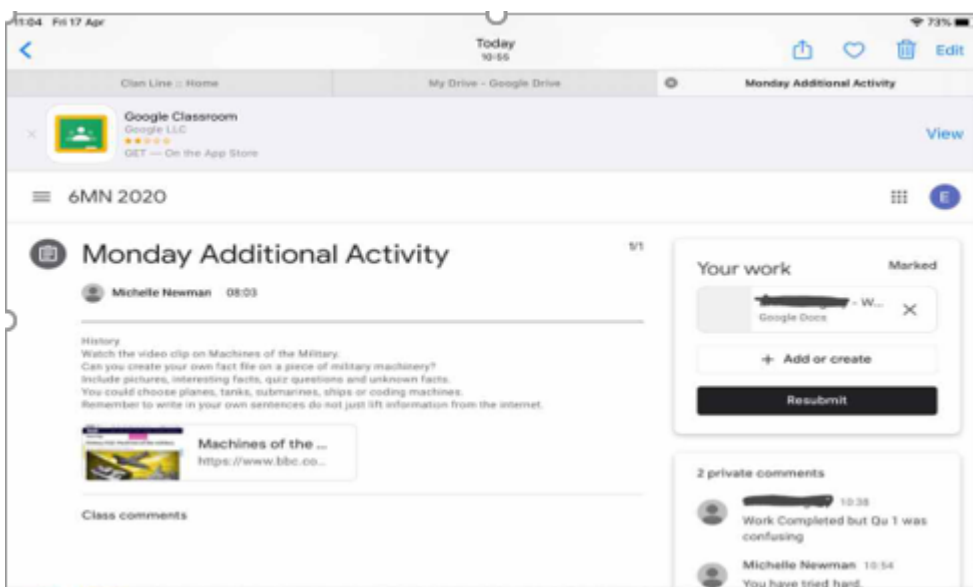 11:04 Fri 17 Apr
73%
Today
10:55
Edit
Clan Line :: Home
My Drive - Google Drive
Monday Additional Activity
Google Classroom
Google LLC
GET — On the App Store
View
6MN 2020
E
Monday Additional Activity
1/1
Michelle Newman 08:03
History
Watch the video clip on Machines of the Military.
Can you create your own fact file on a piece of military machinery?
Include pictures, interesting facts, quiz questions and unknown facts.
You could choose planes, tanks, submarines, ships or coding machines.
Remember to write in your own sentences do not just lift information from the internet.
Machines of the ...
https://www.bbc.co...
Class comments
Your work
Marked
- W...
Google Docs
+ Add or create
Resubmit
2 private comments
10:38
Work Completed but Qu 1 was
confusing
Michelle Newman 10:54
You have tried hard.